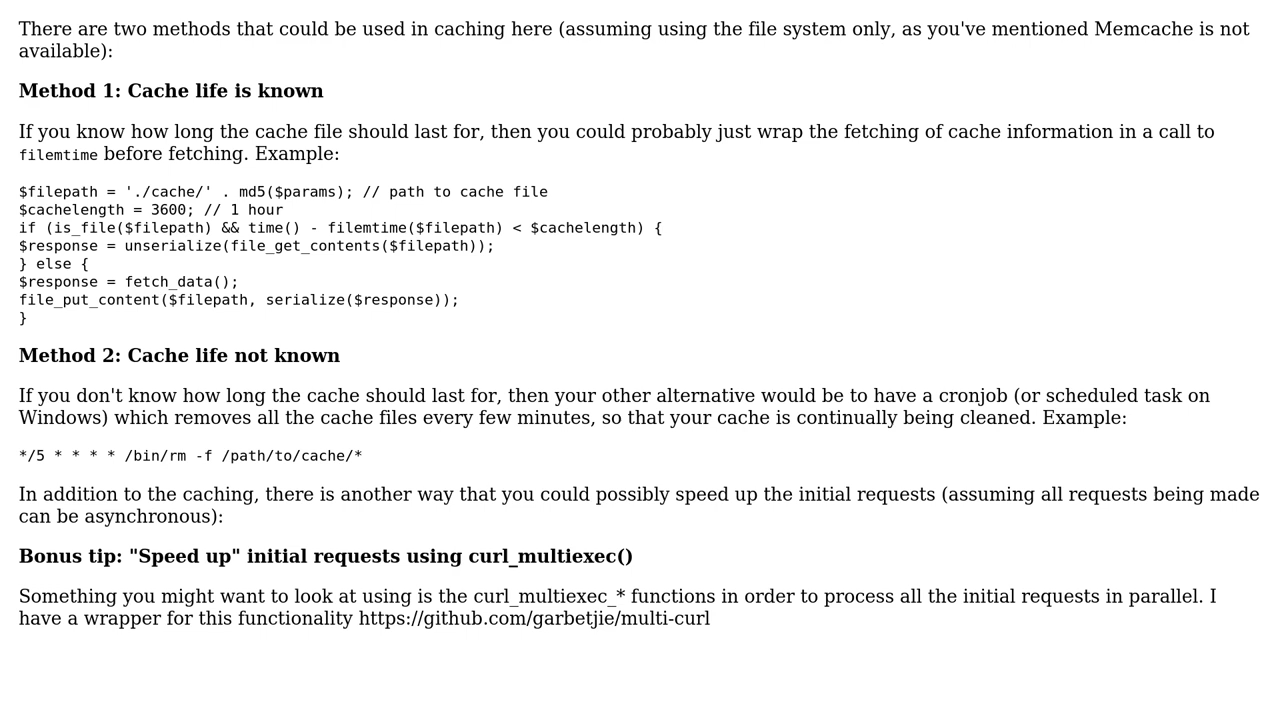 There are two methods that could be used in caching here (assuming using the file system only, as you've mentioned Memcache is not
available):
Method 1: Cache life is known
If you know how long the cache file should last for, then you could probably just wrap the fetching of cache information in a call to
filemtime before fetching. Example:
$filepath = './cache/' . md5($params); // path to cache file
$cachelength = 3600; // 1 hour
if (is_file($filepath) && time() - filemtime($filepath) < $cachelength) {
$response = unserialize(file_get_contents($filepath));
} else {
$response = fetch_data();
file_put_content($filepath, serialize($response));
}
Method 2: Cache life not known
If you don't know how long the cache should last for, then your other alternative would be to have a cronjob (or scheduled task on
Windows) which removes all the cache files every few minutes, so that your cache is continually being cleaned. Example:
*/5 * * * * /bin/rm -f /path/to/cache/*
In addition to the caching, there is another way that you could possibly speed up the initial requests (assuming all requests being made
can be asynchronous):
Bonus tip: "Speed up" initial requests using curl_multiexec()
Something you might want to look at using is the curl_multiexec_* functions in order to process all the initial requests in parallel. I
have a wrapper for this functionality https://github.com/garbetjie/multi-curl